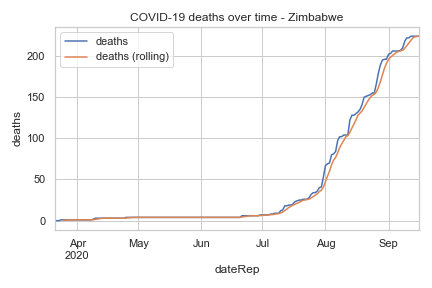 COVID-19 deaths over time - Zimbabwe
deaths
deaths (rolling)
200
150
100
50
0
deaths
Apr
2020
May
Jun
Jul
Aug
Sep
dateRep